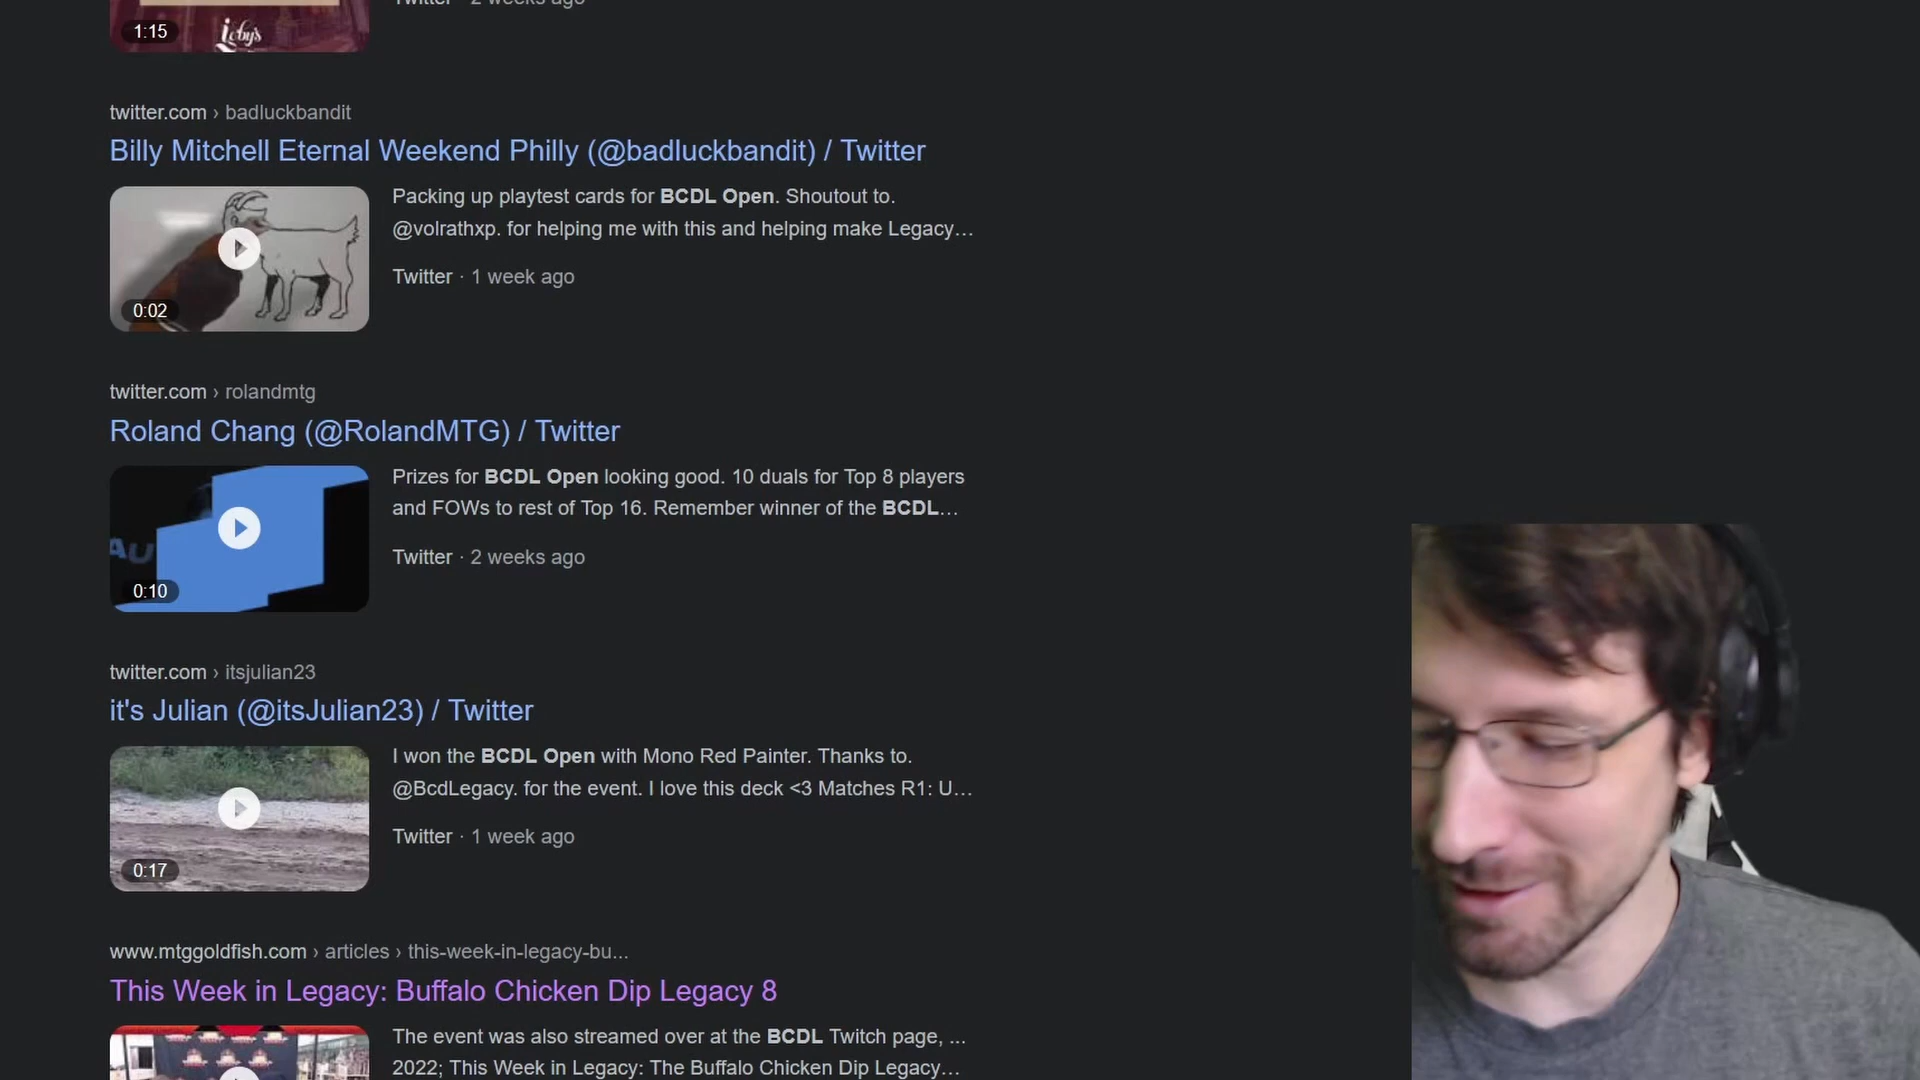 Twitter · 2 weeks ago
1:15
Loby's
twitter.com › badluckbandit
Billy Mitchell Eternal Weekend Philly (@badluckbandit) / Twitter
Packing up playtest cards for BCDL Open. Shoutout to.
@volrathxp. for helping me with this and helping make Legacy…
Twitter · 1 week ago
0:02
twitter.com › rolandmtg
Roland Chang (@RolandMTG) / Twitter
Prizes for BCDL Open looking good. 10 duals for Top 8 players
and FOWs to rest of Top 16. Remember winner of the BCDL…
Twitter · 2 weeks ago
AU
0:10
twitter.com › itsjulian23
it's Julian (@itsJulian23) / Twitter
I won the BCDL Open with Mono Red Painter. Thanks to.
@BcdLegacy. for the event. I love this deck <3 Matches R1: U…
Twitter · 1 week ago
0:17
www.mtggoldfish.com › articles › this-week-in-legacy-bu...
This Week in Legacy: Buffalo Chicken Dip Legacy 8
The event was also streamed over at the BCDL Twitch page, ...
2022; This Week in Legacy: The Buffalo Chicken Dip Legacy…